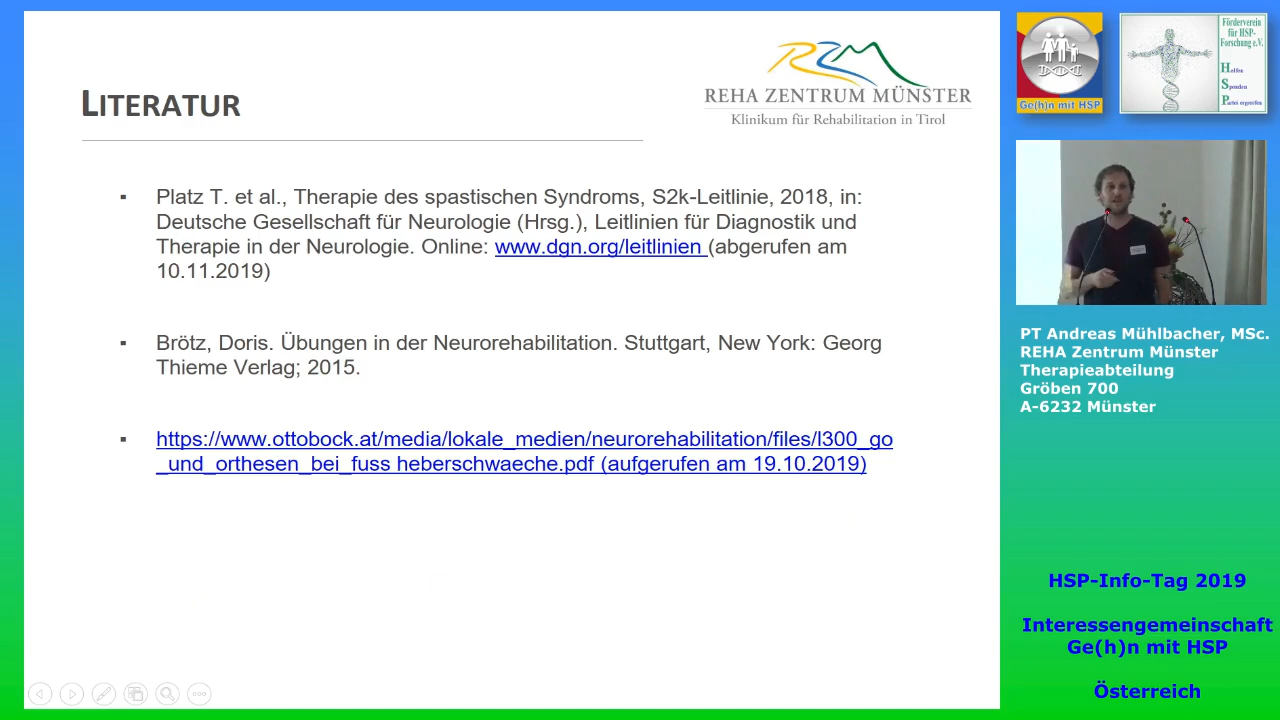 LITERATUR
REHA ZENTRUM MÜNSTER
Klinikum für Rehabilitation in Tirol
▪ Platz T. et al., Therapie des spastischen Syndroms, S2k-Leitlinie, 2018, in:
Deutsche Gesellschaft für Neurologie (Hrsg.), Leitlinien für Diagnostik und
Therapie in der Neurologie. Online: www.dgn.org/leitlinien (abgerufen am
10.11.2019)
▪ Brötz, Doris. Übungen in der Neurorehabilitation. Stuttgart, New York: Georg
Thieme Verlag; 2015.
▪ https://www.ottobock.at/media/lokale_medien/neurorehabilitation/files/l300_go
_und_orthesen_bei_fuss heberschwaeche.pdf (aufgerufen am 19.10.2019)
Ge(h)n mit HSP
Förderverein
für HSP-
Forschung e.V.
Helfen
Spenden
Partei ergreifen
PT Andreas Mühlbacher, MSc.
REHA Zentrum Münster
Therapieabteilung
Gröben 700
A-6232 Münster
HSP-Info-Tag 2019
Interessengemeinschaft
Ge(h)n mit HSP
Österreich